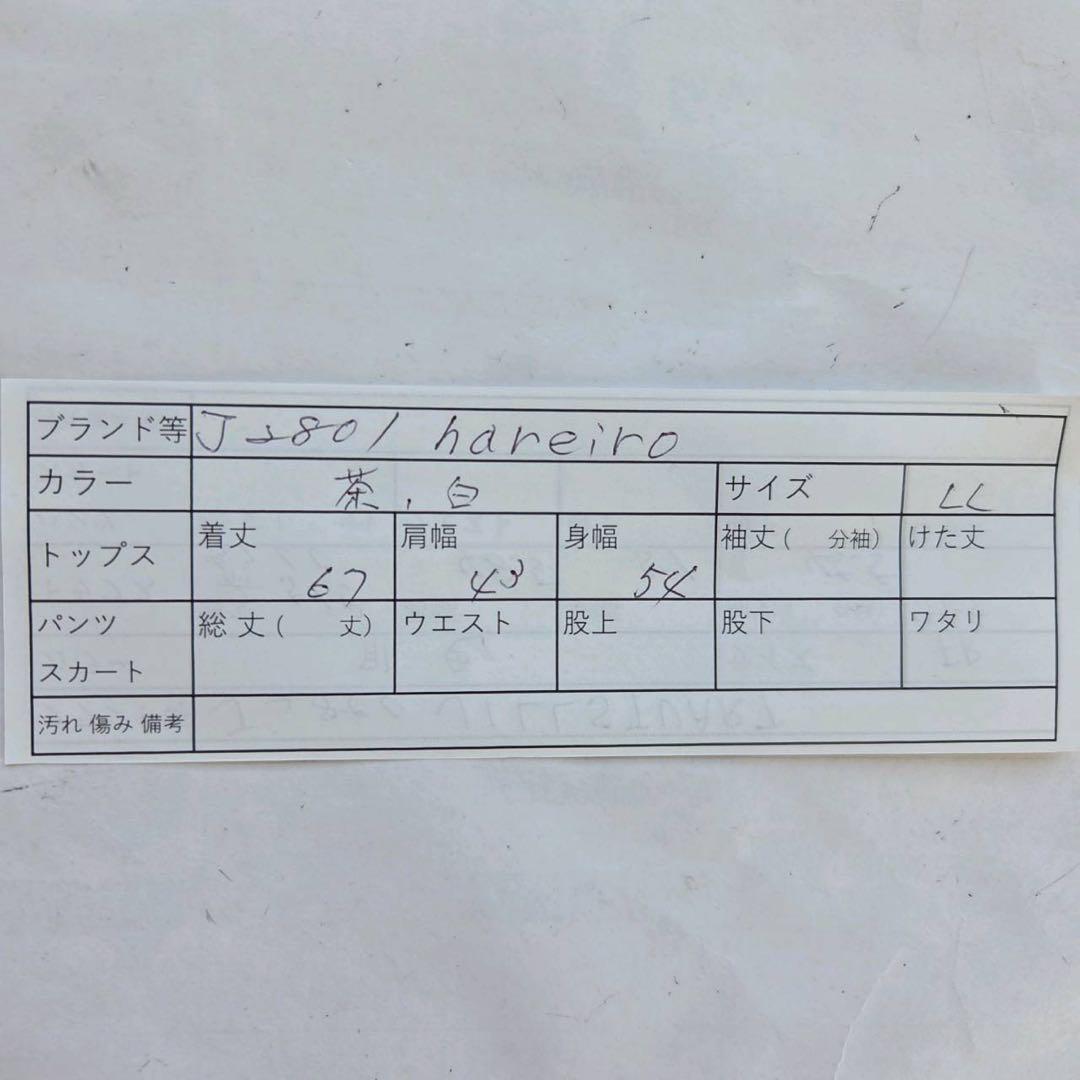 ブランド等 J2801 hareiro
カラー 茶、白 サイズ LL
トップス 着丈 67 肩幅 43 身幅 54 袖丈( 分袖) けた丈
パンツ スカート 総丈( 丈) ウエスト 股上 股下 ワタリ
汚れ 傷み 備考